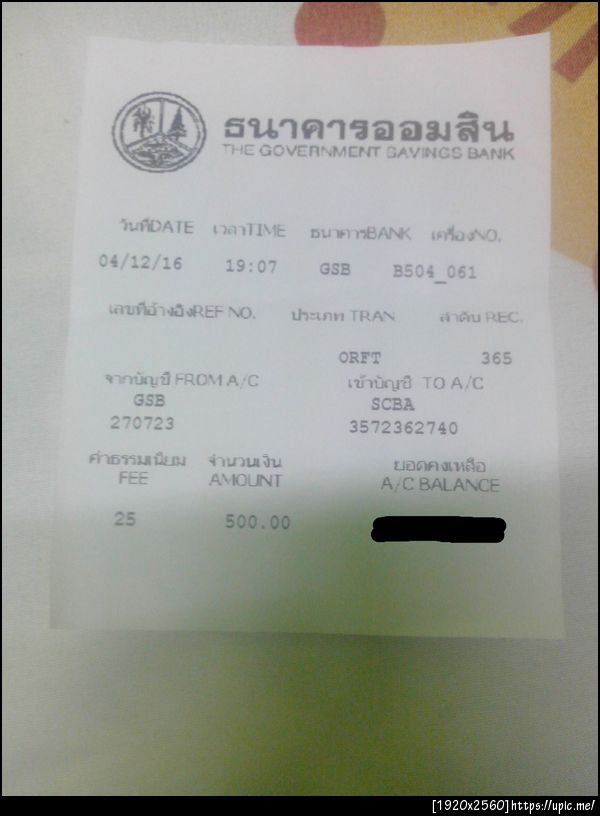 ธนาคารออมสิน
THE GOVERNMENT SAVINGS BANK
วันที่DATE เวลาTIME ธนาคารBANK เครื่องNO.
04/12/16 19:07 GSB B504_061
เลขที่อ้างอิงREF NO. ประเภท TRAN ลำดับ REC.
ORFT 365
จากบัญชี FROM A/C เข้าบัญชี TO A/C
GSB SCBA
270723 3572362740
ค่าธรรมเนียม จำนวนเงิน ยอดคงเหลือ
FEE AMOUNT A/C BALANCE
25 500.00
[1920x2560]https://upic.me/